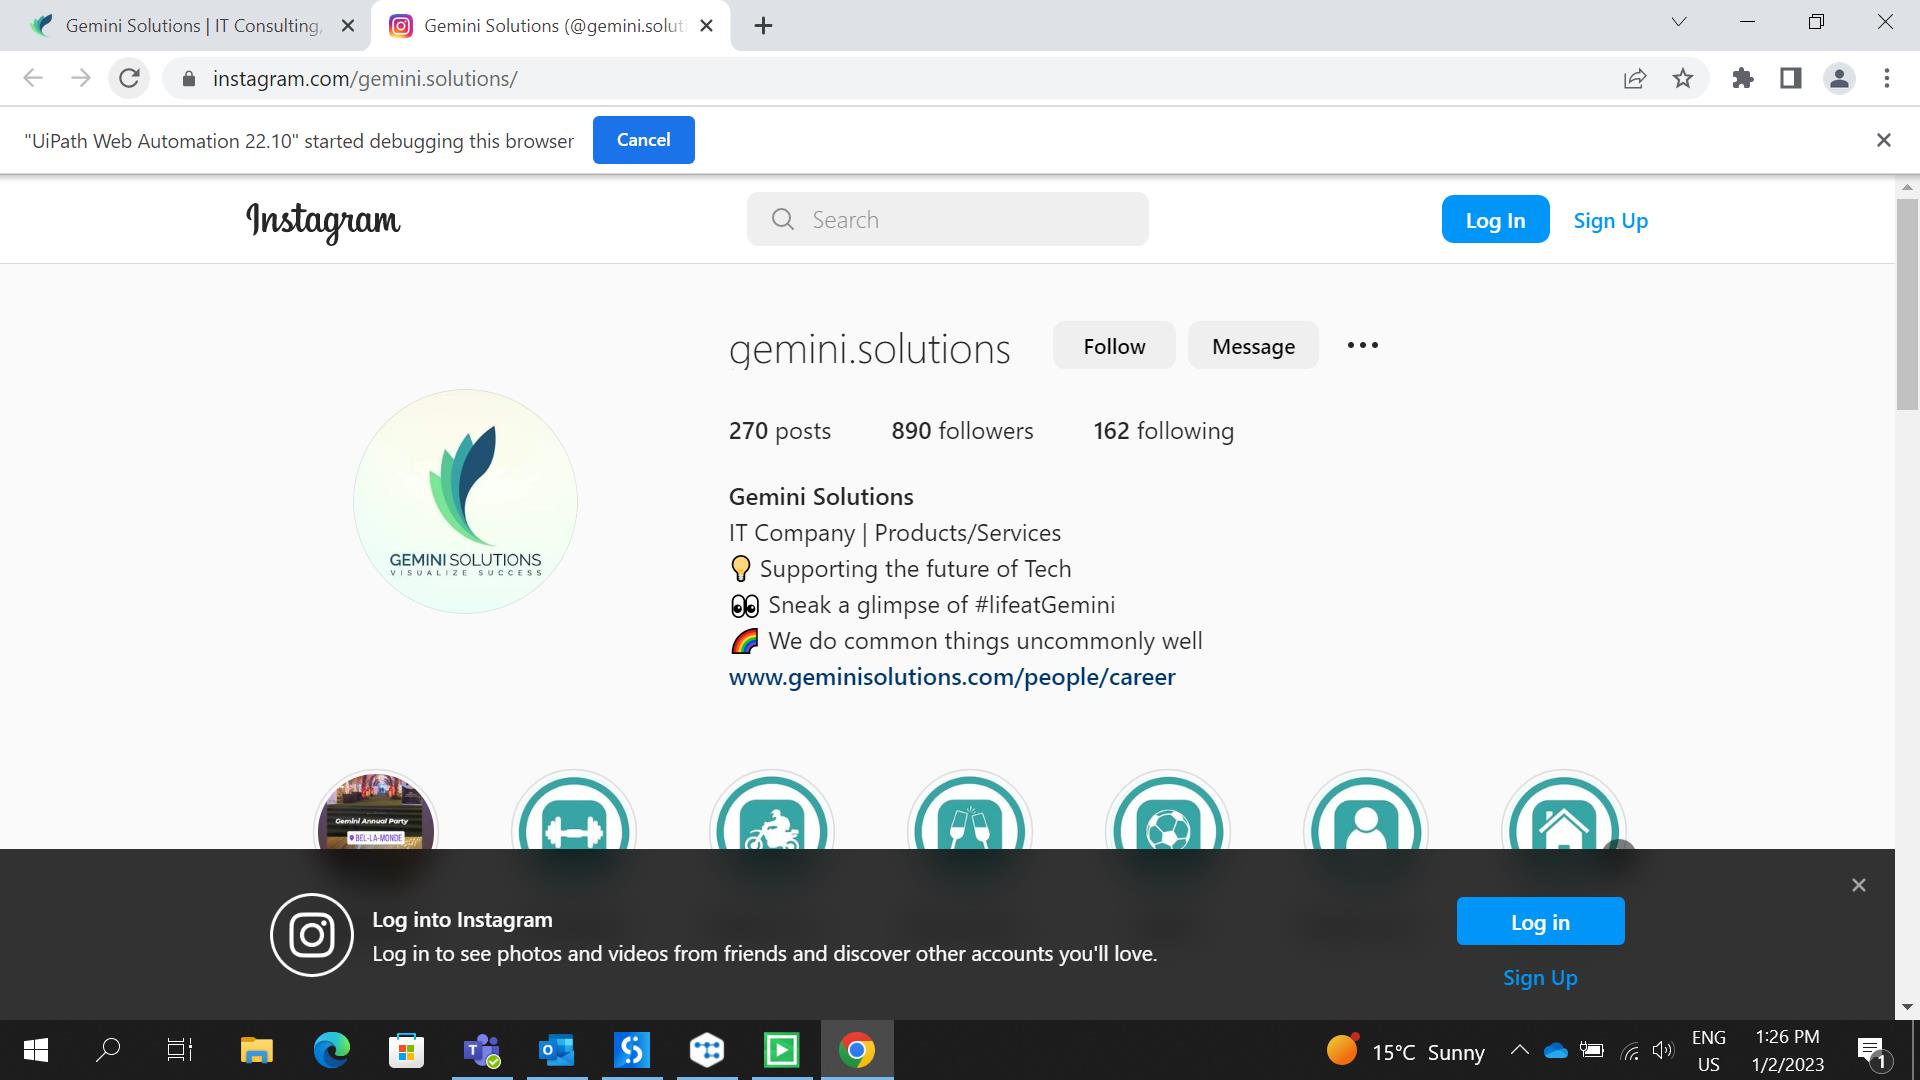 Gemini Solutions | IT Consulting,
Gemini Solutions (@gemini.soluti
instagram.com/gemini.solutions/
"UiPath Web Automation 22.10" started debugging this browser
Cancel
Instagram
Search
Log In
Sign Up
gemini.solutions
Follow
Message
270 posts
890 followers
162 following
GEMINI SOLUTIONS
VISUALIZE SUCCESS
Gemini Solutions
IT Company | Products/Services
💡 Supporting the future of Tech
👀 Sneak a glimpse of #lifeatGemini
🌈 We do common things uncommonly well
www.geminisolutions.com/people/career
Gemini Annual Party
BEL-LA-MONDE
Log into Instagram
Log in to see photos and videos from friends and discover other accounts you'll love.
Log in
Sign Up
15°C Sunny
ENG
US
1:26 PM
1/2/2023
1